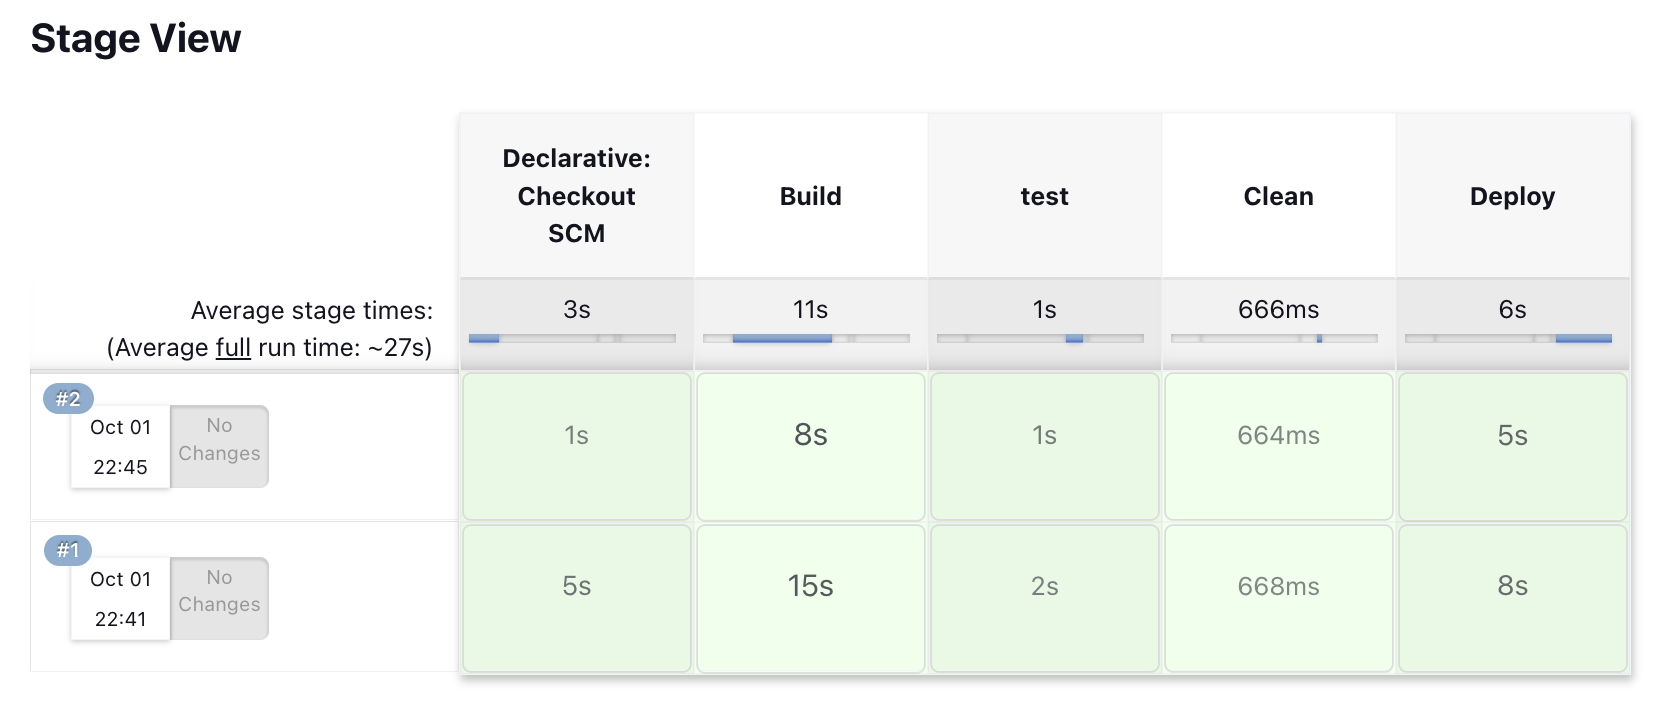 Stage View
Declarative:
Checkout
SCM
Build
test
Clean
Deploy
Average stage times:
(Average full run time: ~27s)
3s
11s
1s
666ms
6s
#2
Oct 01
22:45
No
Changes
1s
8s
1s
664ms
5s
#1
Oct 01
22:41
No
Changes
5s
15s
2s
668ms
8s